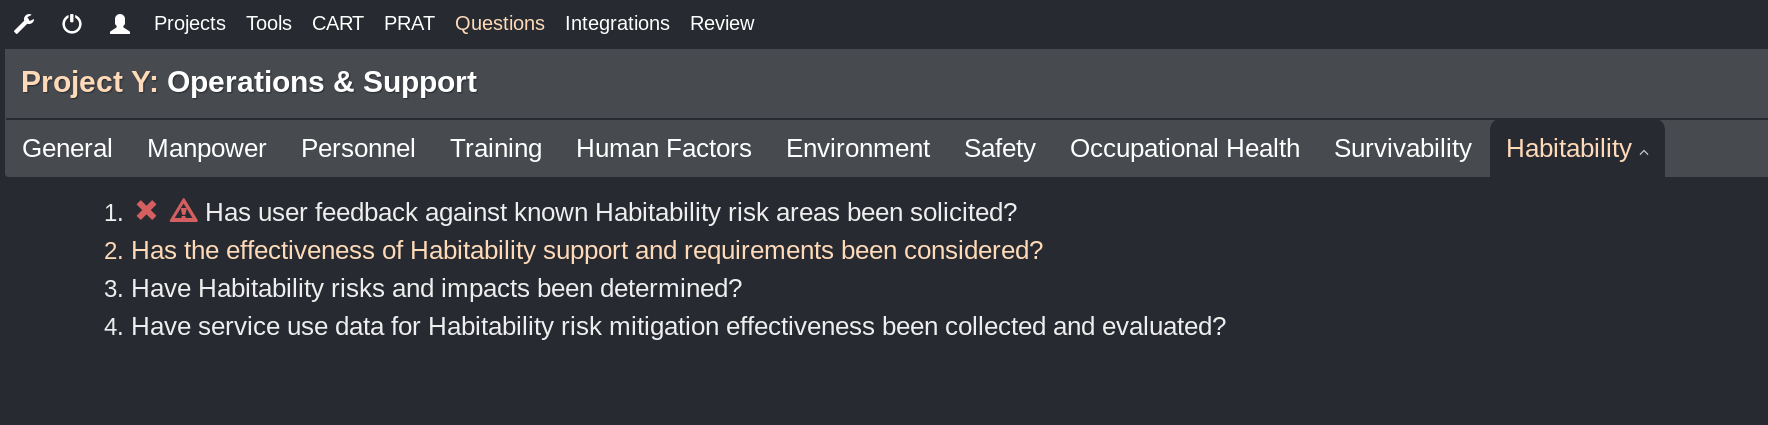 Projects Tools CART PRAT Questions Integrations Review
Project Y: Operations & Support
General Manpower Personnel Training Human Factors Environment Safety Occupational Health Survivability Habitability
1. Has user feedback against known Habitability risk areas been solicited?
2. Has the effectiveness of Habitability support and requirements been considered?
3. Have Habitability risks and impacts been determined?
4. Have service use data for Habitability risk mitigation effectiveness been collected and evaluated?